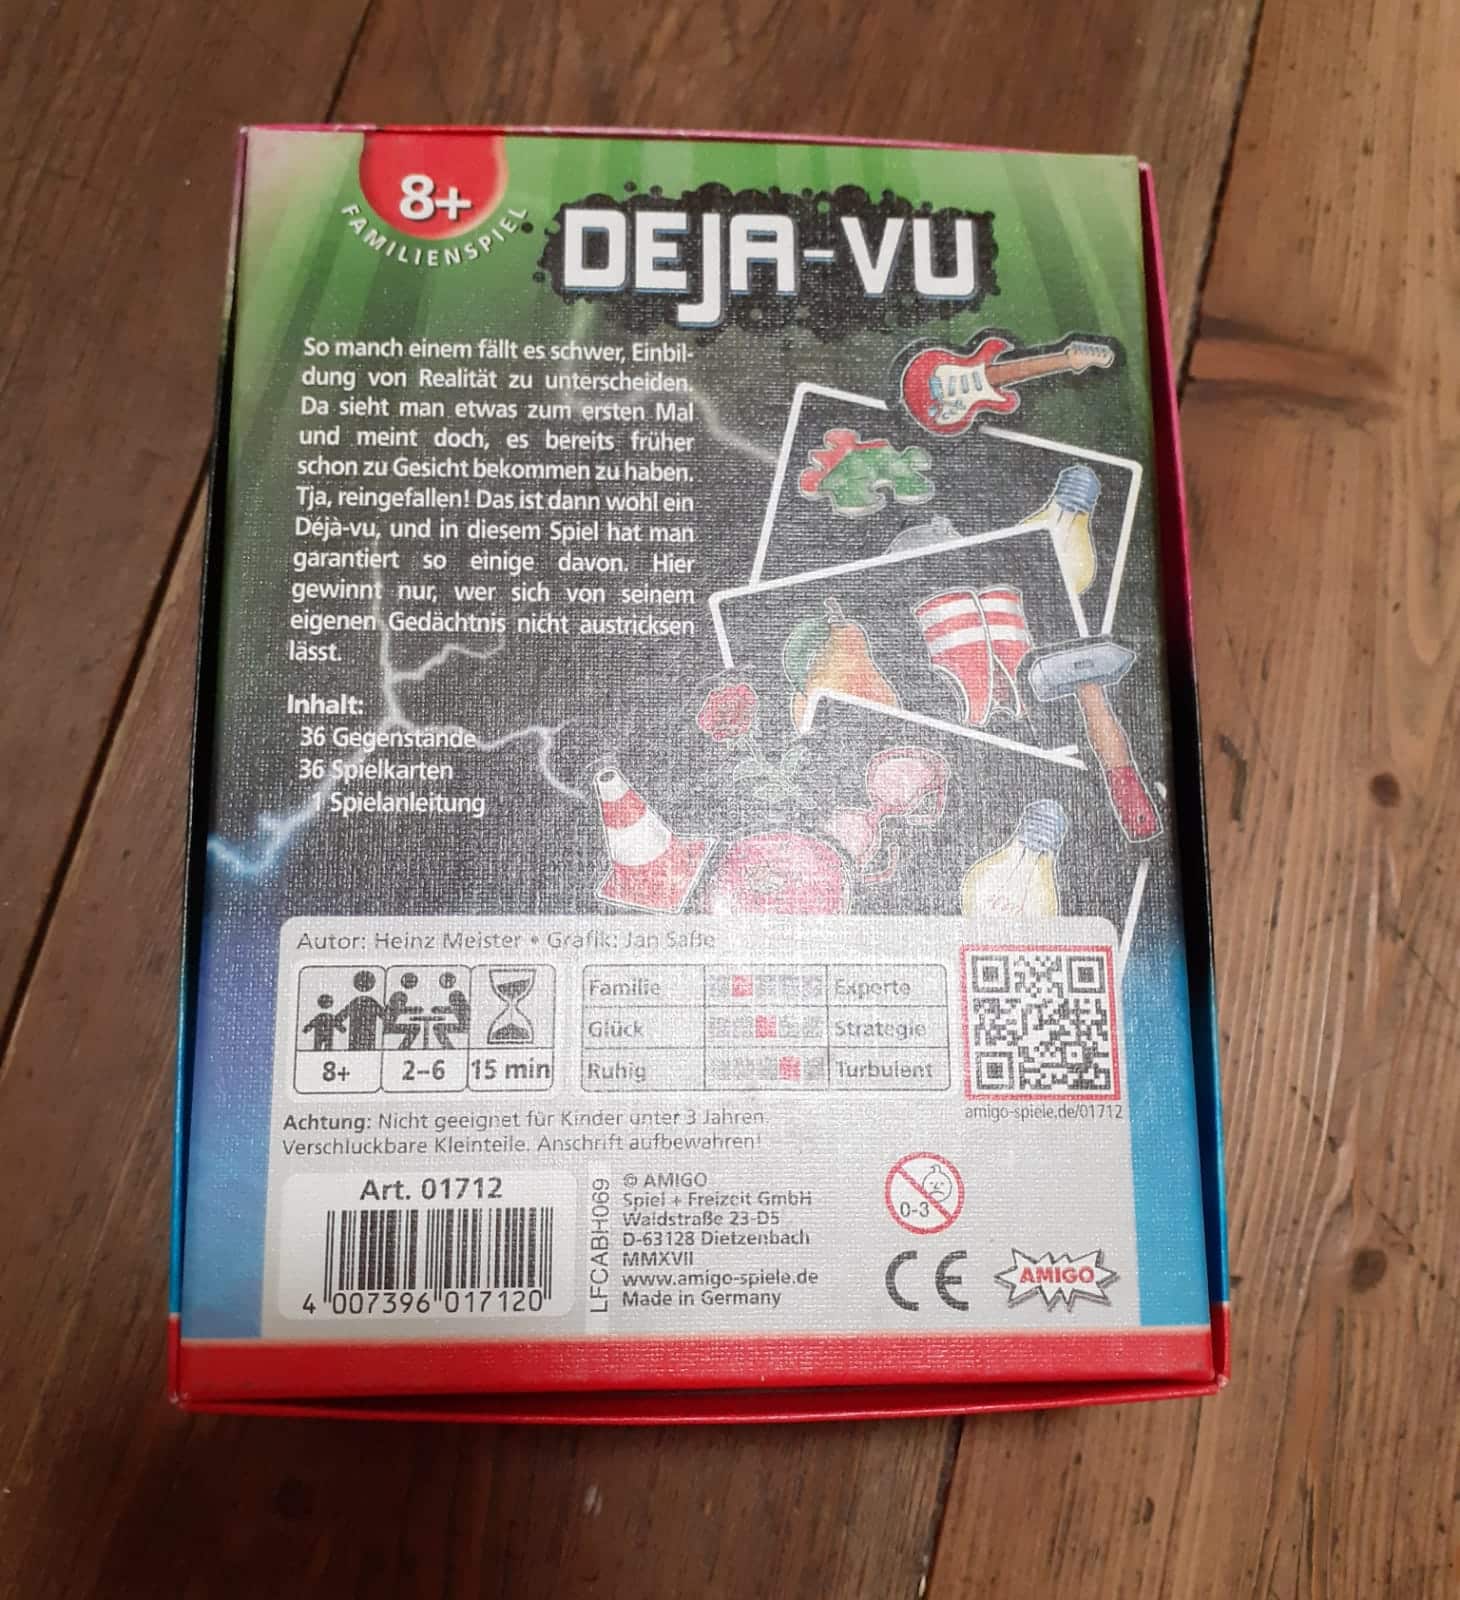 8+
FAMILIENSPIEL
DEJA-VU
So manch einem fällt es schwer, Einbil-
dung von Realität zu unterscheiden.
Da sieht man etwas zum ersten Mal
und meint doch, es bereits früher
schon zu Gesicht bekommen zu haben.
Tja, reingefallen! Das ist dann wohl ein
Déjà-vu, und in diesem Spiel hat man
garantiert so einige davon. Hier
gewinnt nur, wer sich von seinem
eigenen Gedächtnis nicht austricksen
lässt.
Inhalt:
36 Gegenstände
36 Spielkarten
1 Spielanleitung
Autor: Heinz Meister • Grafik: Jan Saße
8+ 2–6 15 min
Familie Experte
Glück Strategie
Ruhig Turbulent
amigo-spiele.de/01712
Achtung: Nicht geeignet für Kinder unter 3 Jahren.
Verschluckbare Kleinteile. Anschrift aufbewahren!
Art. 01712
4 007396 017120
LFCABH069
© AMIGO
Spiel + Freizeit GmbH
Waldstraße 23-D5
D-63128 Dietzenbach
MMXVII
www.amigo-spiele.de
Made in Germany
0-3
CE
AMIGO